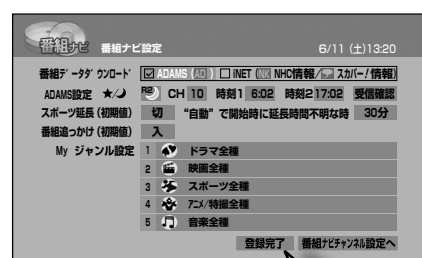 番組ナビ 番組ナビ設定 6/11 (土)13:20
番組データダウンロード ☑ ADAMS (AD) □ iNET (iNK NHC情報/スカパー!情報)
ADAMS設定 ★/ R2 CH 10 時刻1 6:02 時刻2 17:02 受信確認
スポーツ延長 (初期値) 切 “自動”で開始時に延長時間不明な時 30分
番組追っかけ (初期値) 入
My ジャンル設定 1 ドラマ全種
2 映画全種
3 スポーツ全種
4 アニメ/特撮全種
5 音楽全種
登録完了 番組ナビチャンネル設定へ